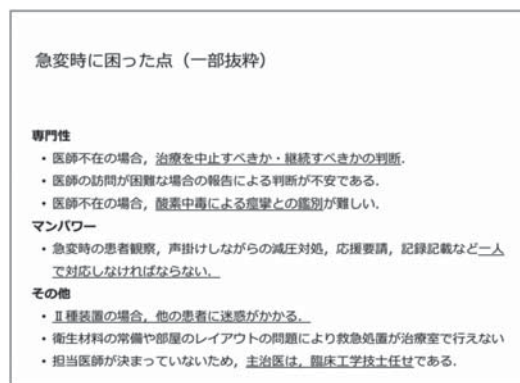 急変時に困った点（一部抜粋）
専門性
• 医師不在の場合，治療を中止すべきか・継続すべきかの判断．
• 医師の訪問が困難な場合の報告による判断が不安である．
• 医師不在の場合，酸素中毒による痙攣との鑑別が難しい．
マンパワー
• 急変時の患者観察，声掛けしながらの減圧対処，応援要請，記録記載など一人
で対応しなければならない．
その他
• Ⅱ種装置の場合，他の患者に迷惑がかかる．
• 衛生材料の常備や部屋のレイアウトの問題により救急処置が治療室で行えない
• 担当医師が決まっていないため，主治医は，臨床工学技士任せである．